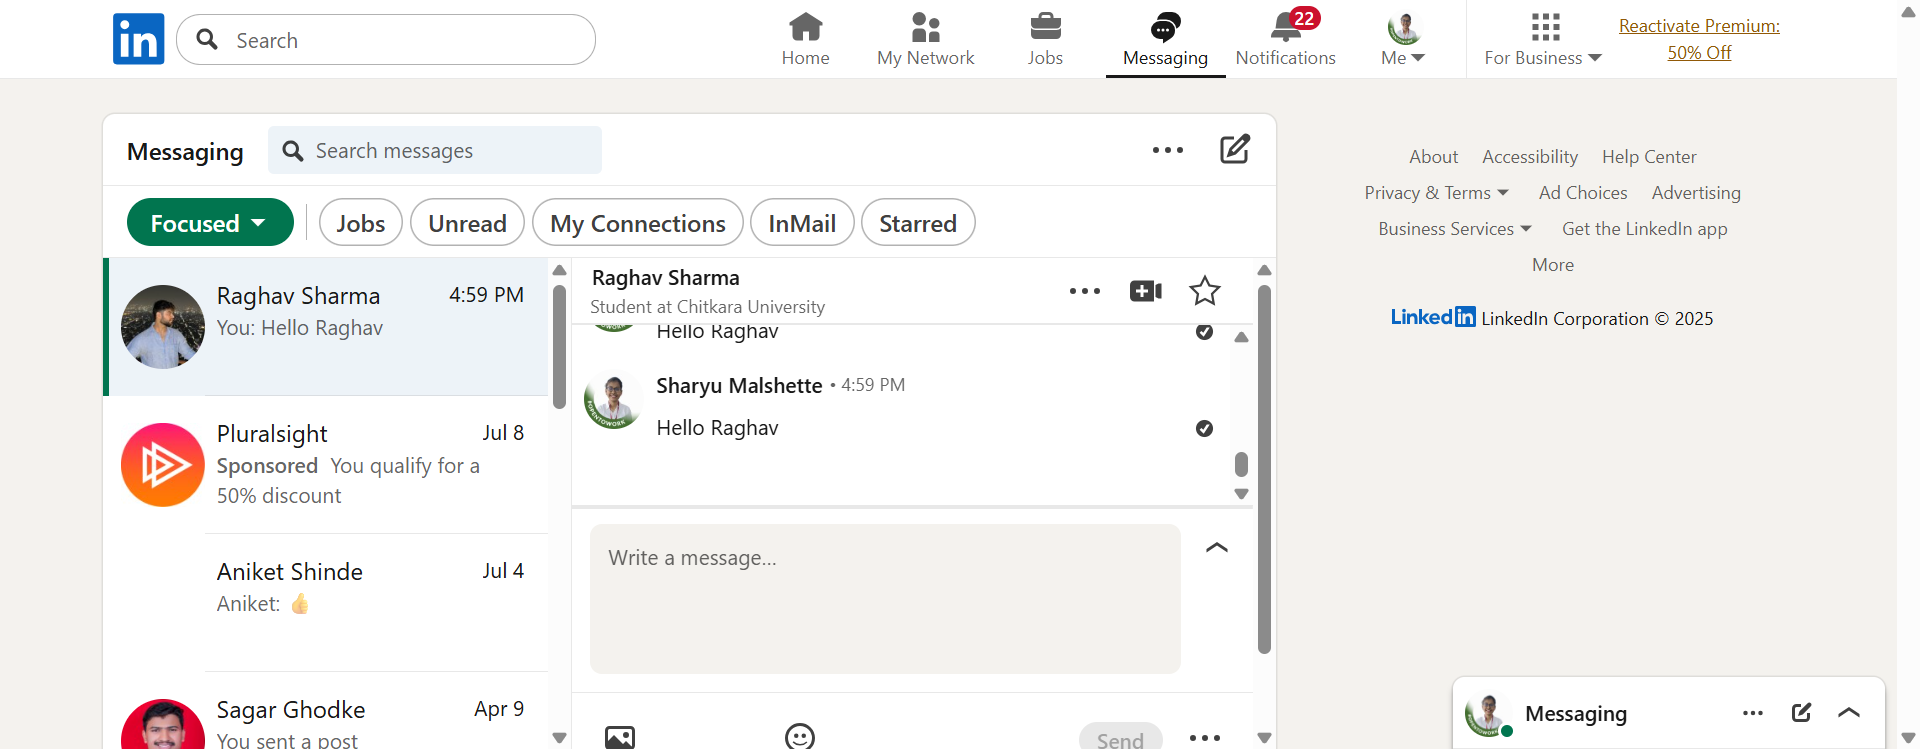 in
Search
Home
My Network
Jobs
Messaging
22
Notifications
Me
For Business
Reactivate Premium:
50% Off
Messaging
Search messages
Focused
Jobs
Unread
My Connections
InMail
Starred
Raghav Sharma
4:59 PM
You: Hello Raghav
Pluralsight
Jul 8
Sponsored You qualify for a
50% discount
Aniket Shinde
Jul 4
Aniket: 👍
Sagar Ghodke
Apr 9
You sent a post
Raghav Sharma
Student at Chitkara University
Hello Raghav
Sharyu Malshette • 4:59 PM
#OPENTOWORK
Hello Raghav
Write a message...
Send
About Accessibility Help Center
Privacy & Terms Ad Choices Advertising
Business Services Get the LinkedIn app
More
LinkedIn LinkedIn Corporation © 2025
Messaging